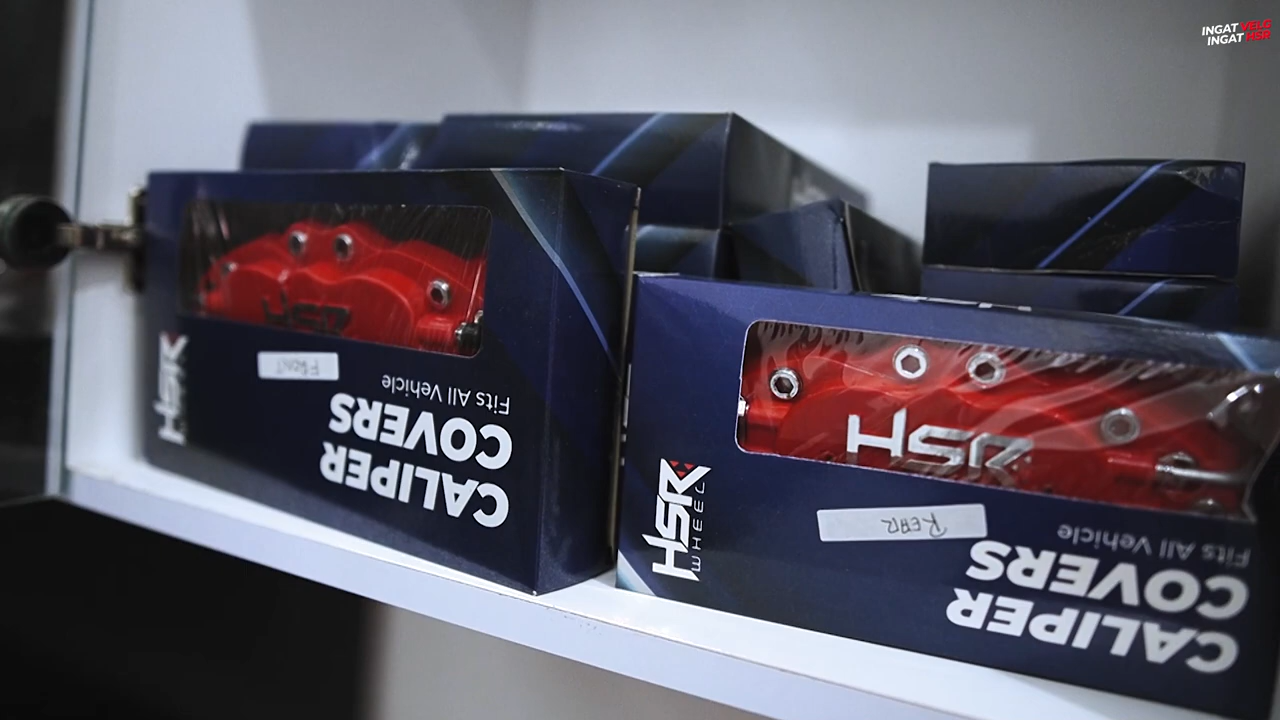 INGAT VELG
INGAT HSR
HSR
HSR
FRONT
CALIPER
COVERS
Fits All Vehicle
HSR
HSR
WHEEL
REAR
CALIPER
COVERS
Fits All Vehicle